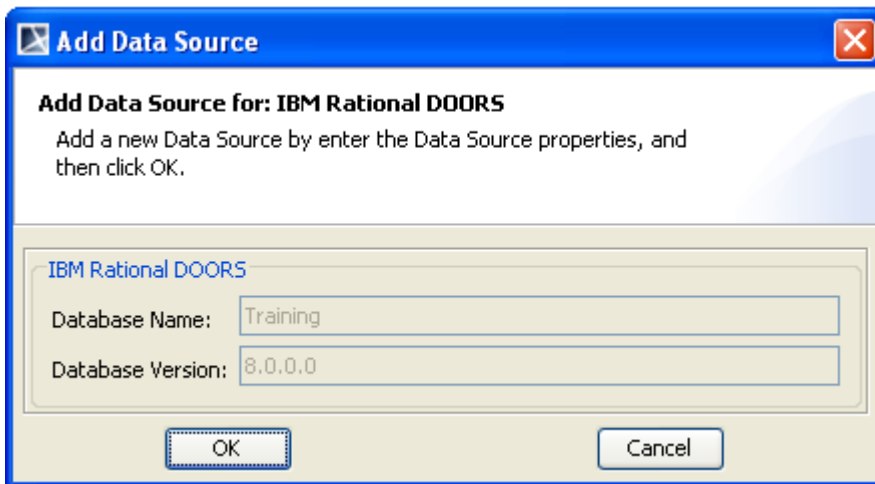 Add Data Source
Add Data Source for: IBM Rational DOORS
Add a new Data Source by enter the Data Source properties, and
then click OK.
IBM Rational DOORS
Database Name: Training
Database Version: 8.0.0.0
OK Cancel